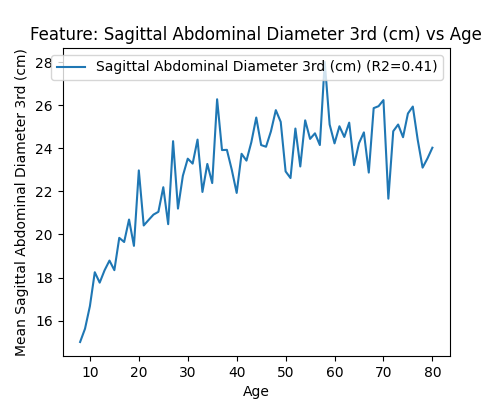 Feature: Sagittal Abdominal Diameter 3rd (cm) vs Age
Sagittal Abdominal Diameter 3rd (cm) (R2=0.41)
Mean Sagittal Abdominal Diameter 3rd (cm)
28
26
24
22
20
18
16
10 20 30 40 50 60 70 80
Age